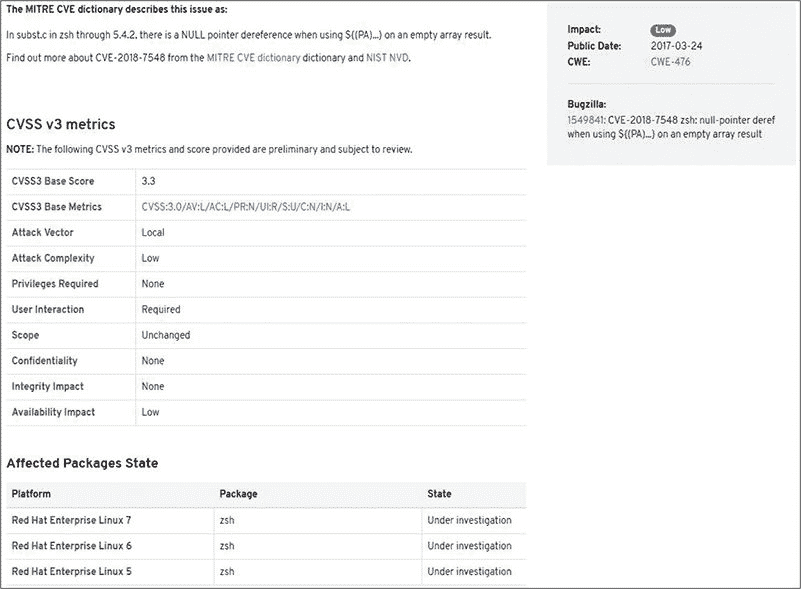 The MITRE CVE dictionary describes this issue as:
In subst.c in zsh through 5.4.2, there is a NULL pointer dereference when using ${(PA)...} on an empty array result.
Find out more about CVE-2018-7548 from the MITRE CVE dictionary dictionary and NIST NVD.
CVSS v3 metrics
NOTE: The following CVSS v3 metrics and score provided are preliminary and subject to review.
CVSS3 Base Score 3.3
CVSS3 Base Metrics CVSS:3.0/AV:L/AC:L/PR:N/UI:R/S:U/C:N/I:N/A:L
Attack Vector Local
Attack Complexity Low
Privileges Required None
User Interaction Required
Scope Unchanged
Confidentiality None
Integrity Impact None
Availability Impact Low
Affected Packages State
Platform Package State
Red Hat Enterprise Linux 7 zsh Under investigation
Red Hat Enterprise Linux 6 zsh Under investigation
Red Hat Enterprise Linux 5 zsh Under investigation
Impact: Low
Public Date: 2017-03-24
CWE: CWE-476
Bugzilla:
1549841: CVE-2018-7548 zsh: null-pointer deref
when using ${(PA)...} on an empty array result